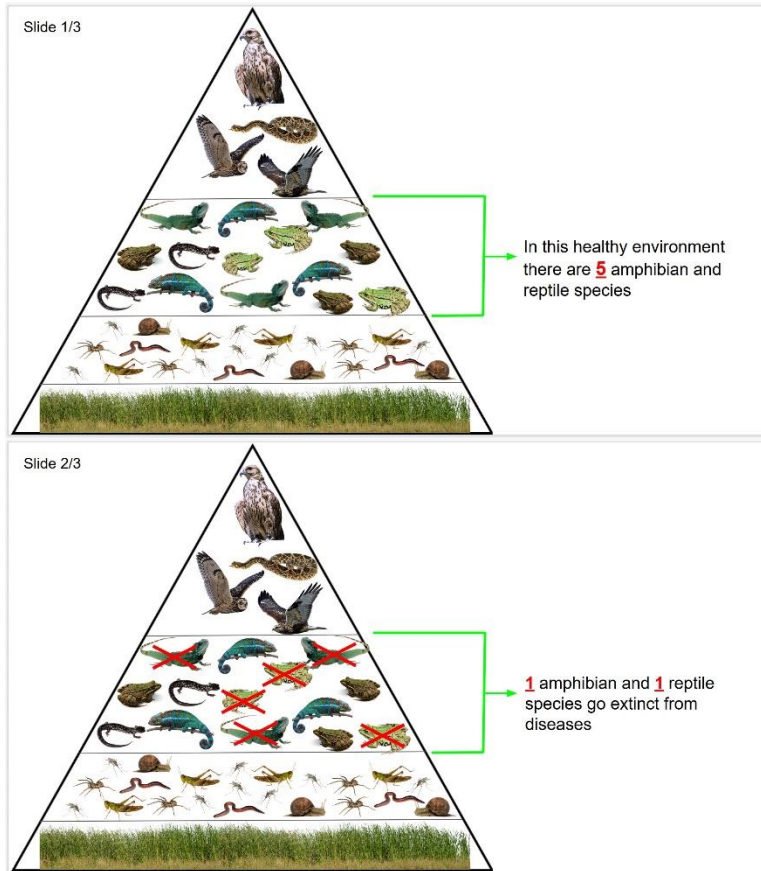 Slide 1/3
In this healthy environment
there are 5 amphibian and
reptile species
Slide 2/3
1 amphibian and 1 reptile
species go extinct from
diseases